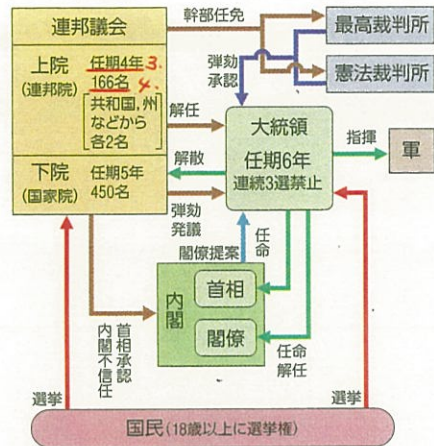 連邦議会
幹部任免
最高裁判所
憲法裁判所
上院 任期4年 3.
(連邦院) 166名 4.
共和国,州
などから
各2名
弾劾
承認
解任
大統領
任期6年
連続3選禁止
指揮
軍
解散
下院 任期5年
(国家院) 450名
弾劾
発議
閣僚提案
任命
内閣
首相
閣僚
首相承認
内閣不信任
任命
解任
選挙
選挙
国民(18歳以上に選挙権)